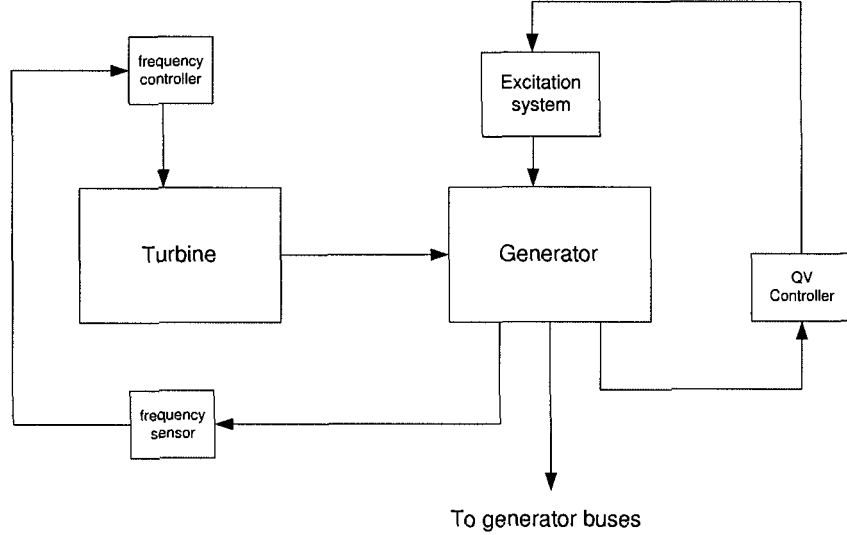 frequency
controller
Excitation
system
Turbine
Generator
QV
Controller
frequency
sensor
To generator buses